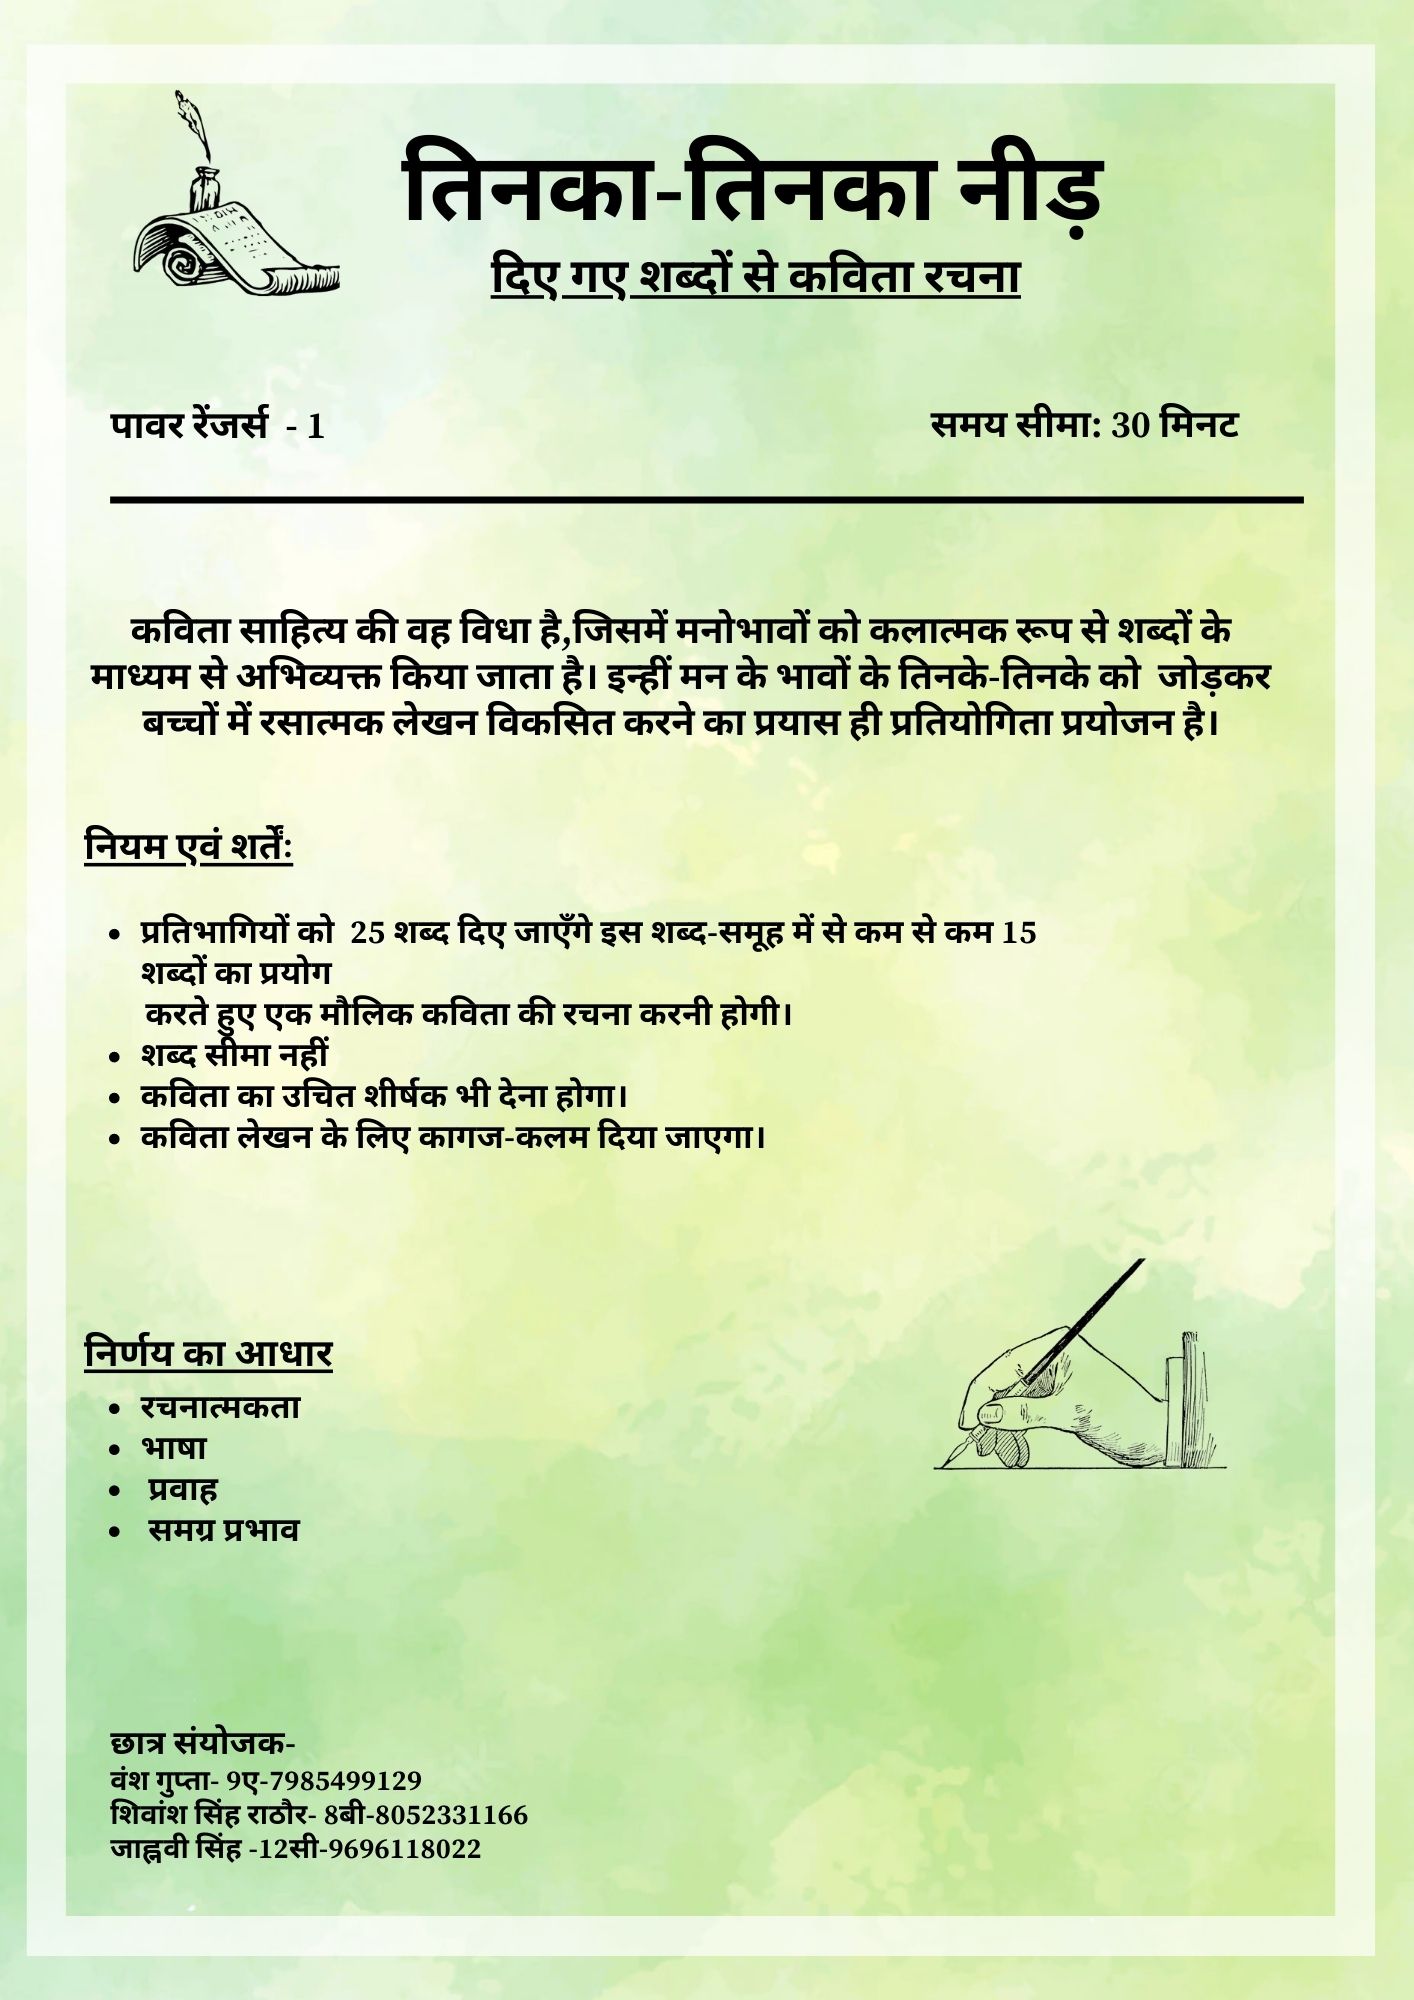 तिनका-तिनका नीड़
दिए गए शब्दों से कविता रचना
पावर रेंजर्स - 1
समय सीमा: 30 मिनट
कविता साहित्य की वह विधा है,जिसमें मनोभावों को कलात्मक रूप से शब्दों के
माध्यम से अभिव्यक्त किया जाता है। इन्हीं मन के भावों के तिनके-तिनके को जोड़कर
बच्चों में रसात्मक लेखन विकसित करने का प्रयास ही प्रतियोगिता प्रयोजन है।
नियम एवं शर्तेंः
• प्रतिभागियों को 25 शब्द दिए जाएँगे इस शब्द-समूह में से कम से कम 15
शब्दों का प्रयोग
करते हुए एक मौलिक कविता की रचना करनी होगी।
• शब्द सीमा नहीं
• कविता का उचित शीर्षक भी देना होगा।
• कविता लेखन के लिए कागज-कलम दिया जाएगा।
निर्णय का आधार
• रचनात्मकता
• भाषा
• प्रवाह
• समग्र प्रभाव
छात्र संयोजक-
वंश गुप्ता- 9ए-7985499129
शिवांश सिंह राठौर- 8बी-8052331166
जाह्नवी सिंह -12सी-9696118022